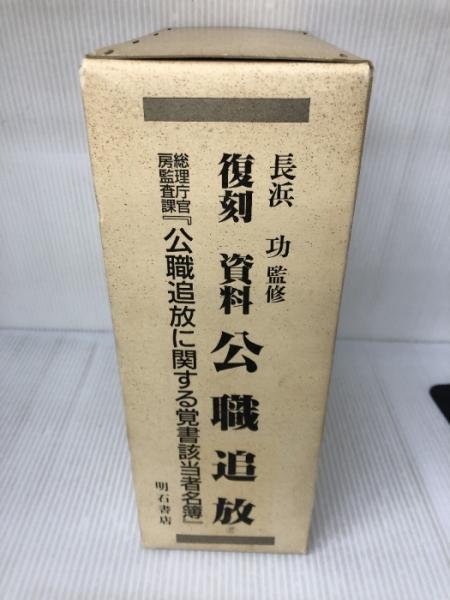 長浜 功 監修
復刻 資料 公職追放
総理庁官房監査課『公職追放に関する覚書該当者名簿』
明石書店